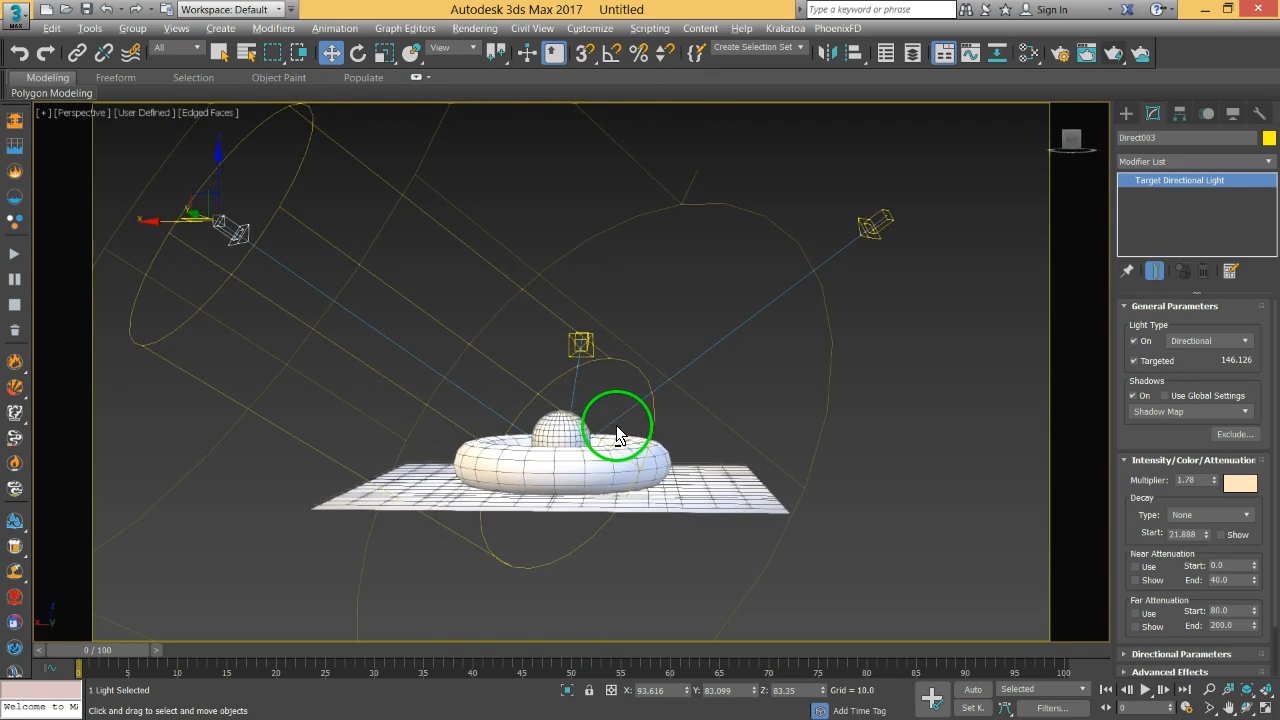 3 MAX
Workspace: Default
Autodesk 3ds Max 2017 Untitled
Type a keyword or phrase
Sign In
Edit Tools Group Views Create Modifiers Animation Graph Editors Rendering Civil View Customize Scripting Content Help Krakatoa PhoenixFD
All
View
Create Selection Set
Modeling Freeform Selection Object Paint Populate
Polygon Modeling
[ + ] [Perspective ] [User Defined ] [Edged Faces ]
Direct003
Modifier List
Target Directional Light
General Parameters
Light Type
On Directional
Targeted 146.126
Shadows
On Use Global Settings
Shadow Map
Exclude...
Intensity/Color/Attenuation
Multiplier: 1.78
Decay
Type: None
Start: 21.888 Show
Near Attenuation
Use Start: 0.0
Show End: 40.0
Far Attenuation
Use Start: 80.0
Show End: 200.0
Directional Parameters
Advanced Effects
x
z
x y
< 0 / 100 >
0 5 10 15 20 25 30 35 40 45 50 55 60 65 70 75 80 85 90 95 100
1 Light Selected
X: 93.616 Y: 83.099 Z: 83.35 Grid = 10.0
Auto Selected
Welcome to Ma
Click and drag to select and move objects
Add Time Tag
Set K. Filters...
0